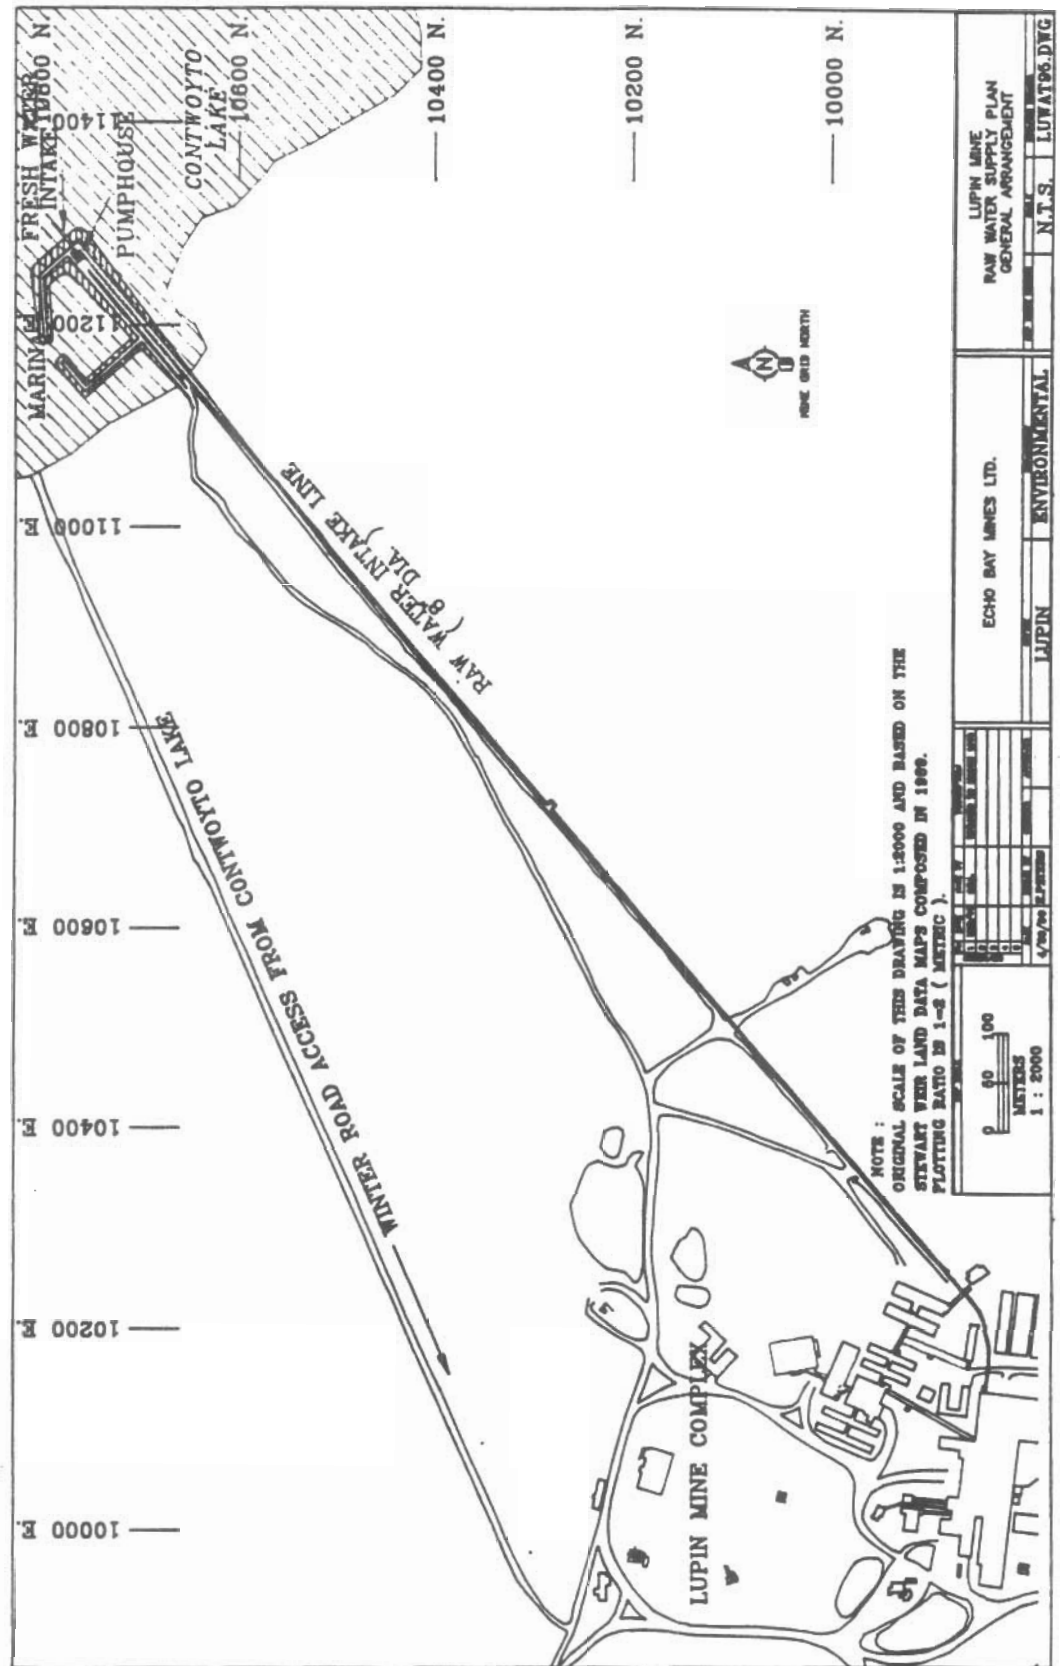 FRESH WATER
INTAKE
PUMPHOUSE
MARINA
CONTWOYTO
LAKE
10800 N.
10600 N.
10400 N.
10200 N.
10000 N.
11400
11200 E.
11000 E.
10800 E.
10600 E.
10400 E.
10200 E.
10000 E.
RAW WATER INTAKE LINE
( 8" DIA. )
WINTER ROAD ACCESS FROM CONTWOYTO LAKE
LUPIN MINE COMPLEX
N
MINE GRID NORTH
NOTE :
ORIGINAL SCALE OF THIS DRAWING IS 1:2000 AND BASED ON THE
STEWART WEIR LAND DATA MAPS COMPOSED IN 1989.
PLOTTING RATIO IS 1=2 ( METRIC ).
0 50 100
METERS
1 : 2000
ECHO BAY MINES LTD.
LUPIN
ENVIRONMENTAL
LUPIN MINE
RAW WATER SUPPLY PLAN
GENERAL ARRANGEMENT
N.T.S.
LUWAT96.DWG